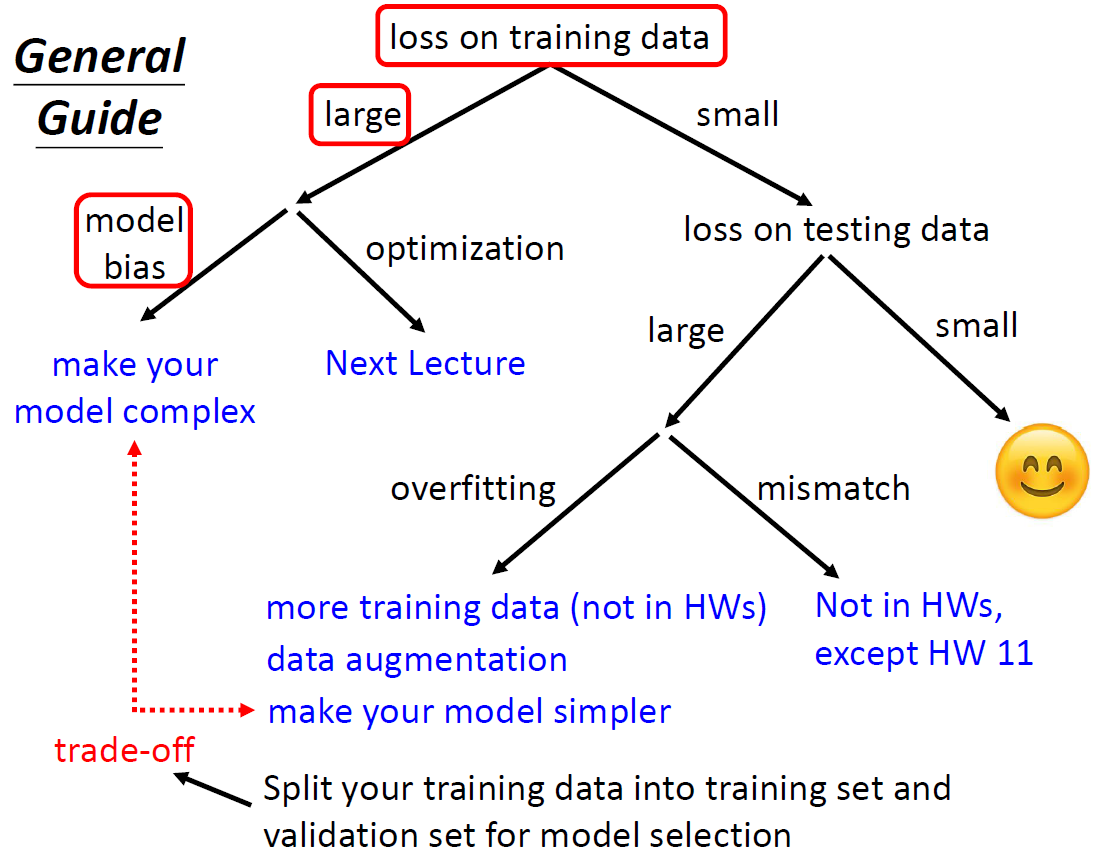 General
Guide
loss on training data
large
small
model
bias
optimization
loss on testing data
make your
model complex
Next Lecture
large
small
overfitting
mismatch
more training data (not in HWs)
data augmentation
make your model simpler
Not in HWs,
except HW 11
trade-off
Split your training data into training set and
validation set for model selection